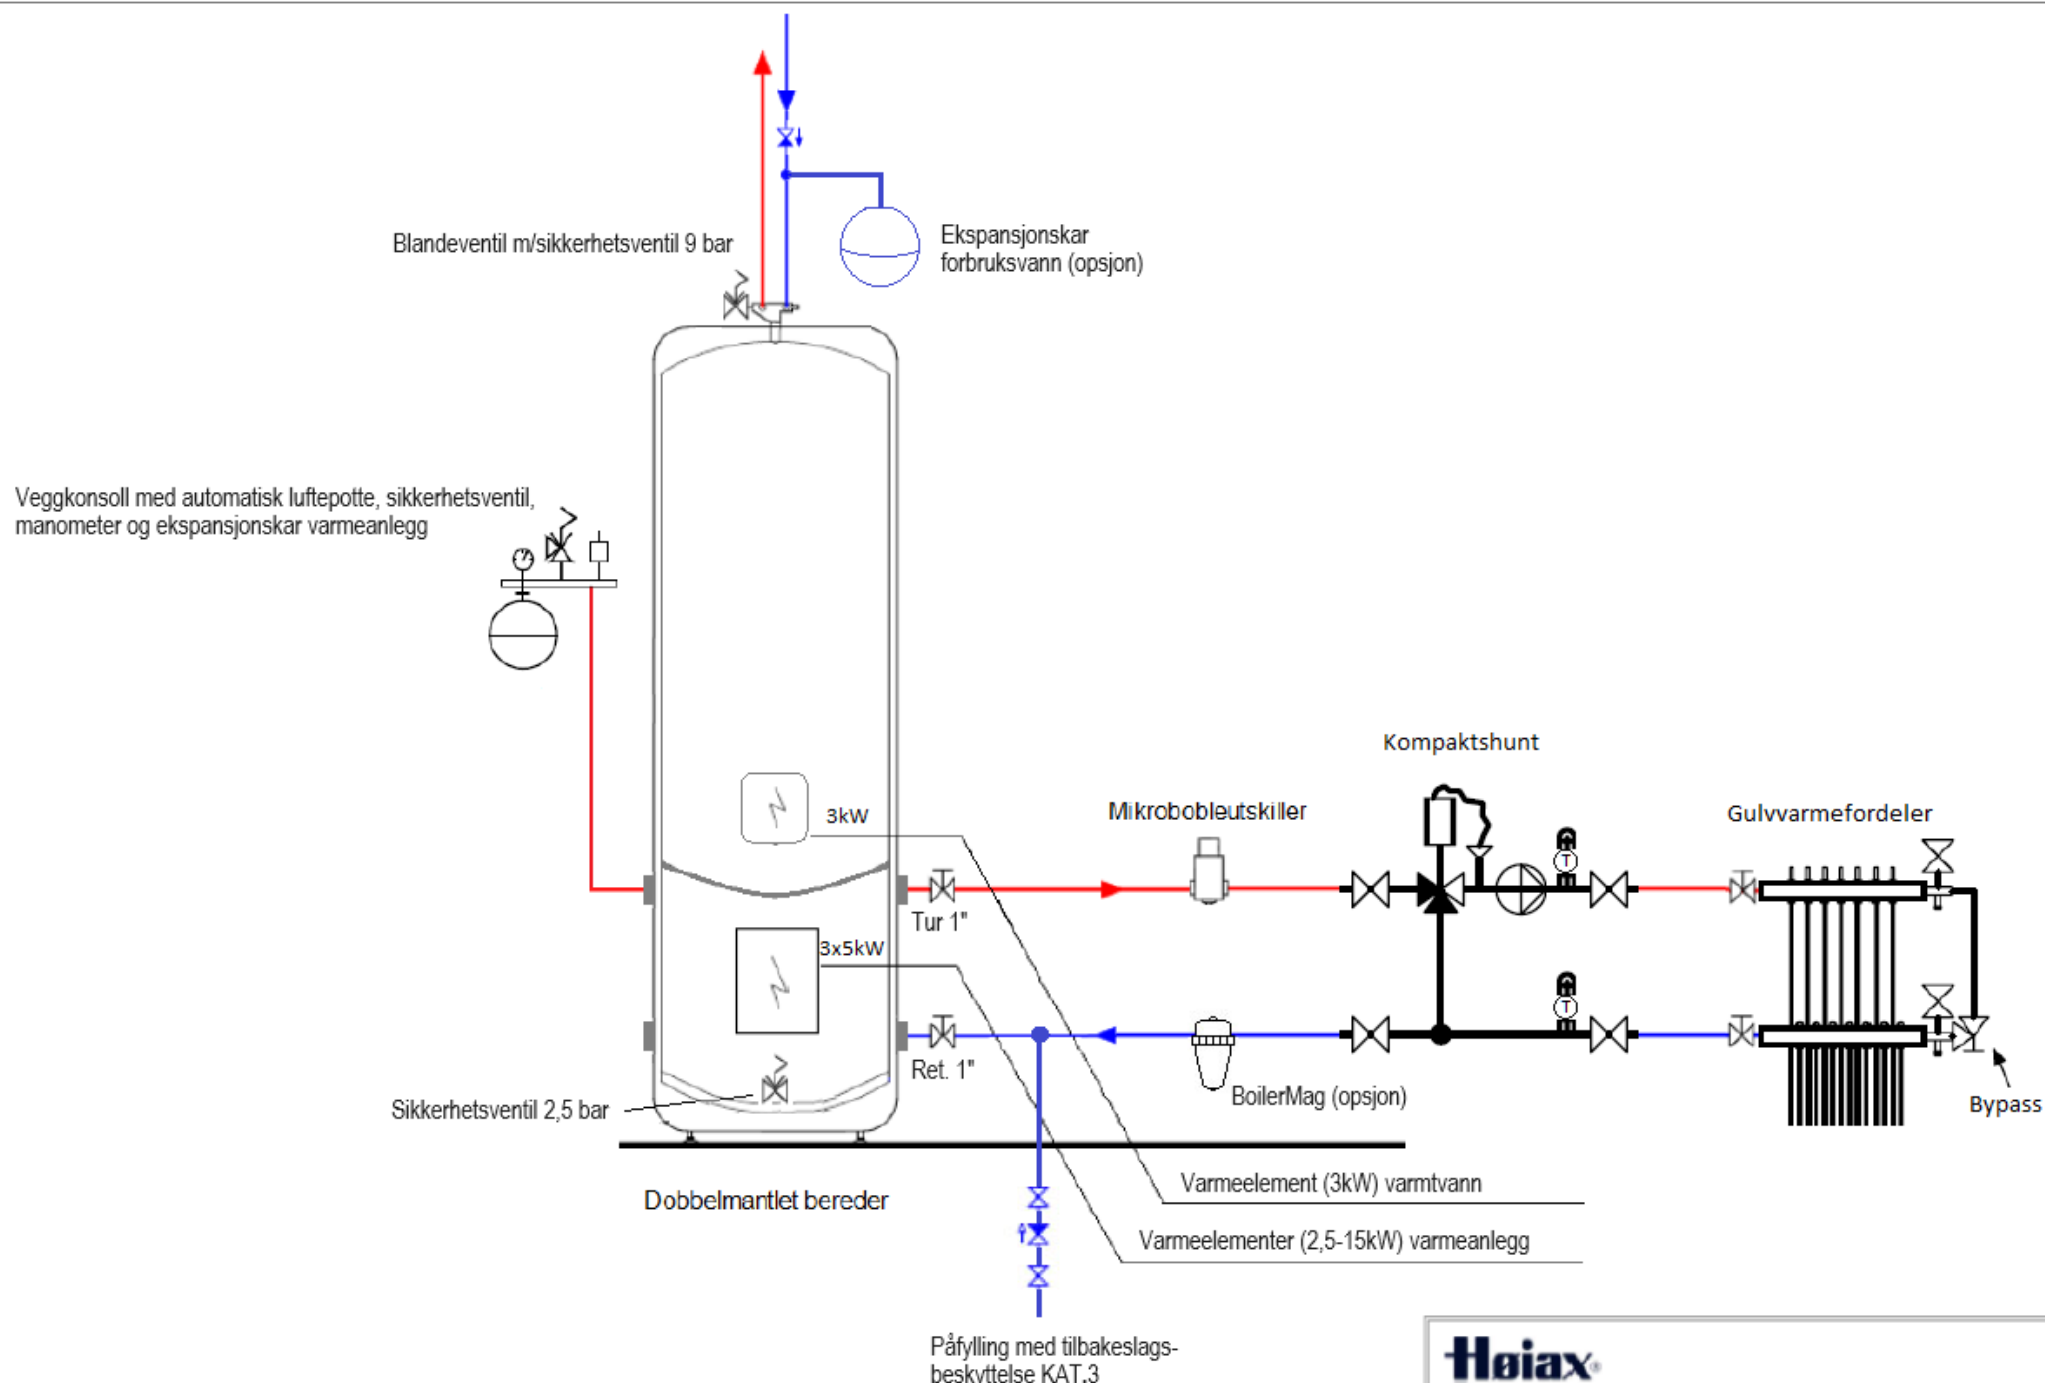 Blandeventil m/sikkerhetsventil 9 bar
Ekspansjonskar
forbruksvann (opsjon)
Veggkonsoll med automatisk luftepotte, sikkerhetsventil,
manometer og ekspansjonskar varmeanlegg
Kompaktshunt
Mikrobobleutskiller
Gulvvarmefordeler
3kW
T
Tur 1"
3x5kW
T
Ret. 1"
BoilerMag (opsjon)
Bypass
Sikkerhetsventil 2,5 bar
Varmeelement (3kW) varmtvann
Dobbelmantlet bereder
Varmeelementer (2,5-15kW) varmeanlegg
Påfylling med tilbakeslags-
beskyttelse KAT.3
Høiax®